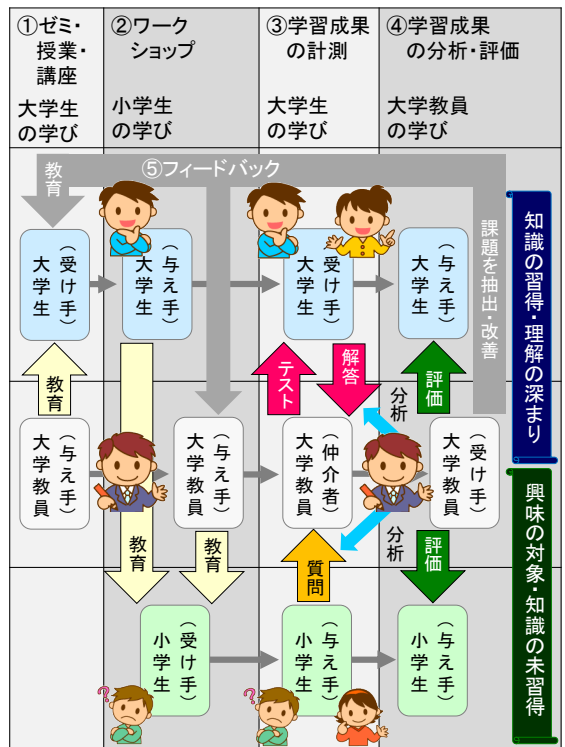 ①ゼミ・
授業・
講座
大学生
の学び
②ワーク
ショップ
小学生
の学び
③学習成果
の計測
大学生
の学び
④学習成果
の分析・評価
大学教員
の学び
教育
⑤フィードバック
課題を抽出・改善
大学生
（受け手）
大学生
（与え手）
大学生
（受け手）
大学生
（与え手）
知識の習得・理解の深まり
教育
テスト
解答
分析
評価
大学教員
（与え手）
大学教員
（与え手）
大学教員
（仲介者）
大学教員
（受け手）
教育
教育
質問
分析
評価
興味の対象・知識の未習得
?
小学生
（受け手）
?
小学生
（与え手）
小学生
（与え手）